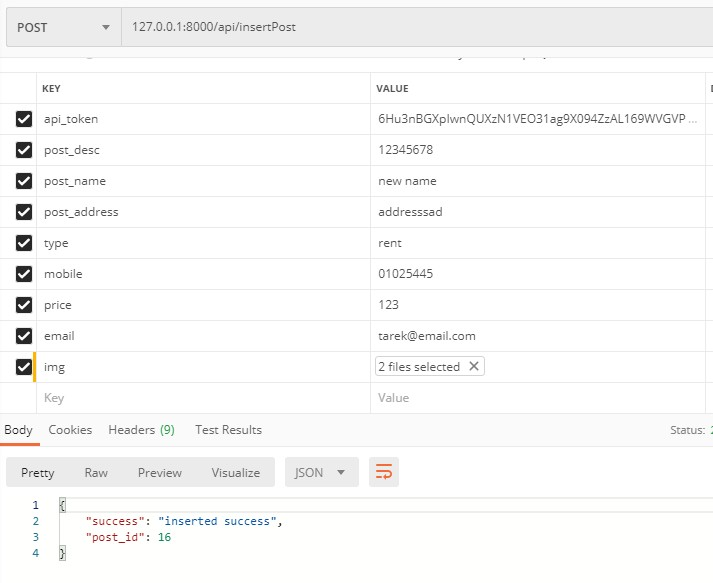 POST 127.0.0.1:8000/api/insertPost
KEY VALUE
api_token 6Hu3nBGXpIwnQUXzN1VEO31ag9X094ZzAL169WVGVP ...
post_desc 12345678
post_name new name
post_address addresssad
type rent
mobile 01025445
price 123
email tarek@email.com
img 2 files selected
Key Value
Body Cookies Headers (9) Test Results Status:
Pretty Raw Preview Visualize JSON
1 {
2 "success": "inserted success",
3 "post_id": 16
4 }